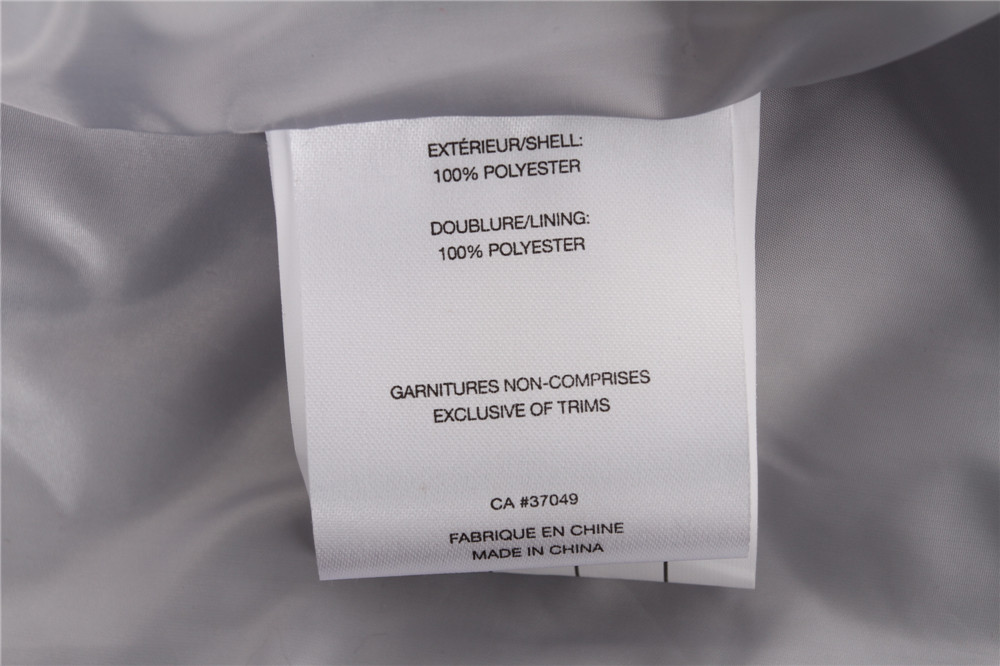 EXTÉRIEUR/SHELL:
100% POLYESTER
DOUBLURE/LINING:
100% POLYESTER
GARNITURES NON-COMPRISES
EXCLUSIVE OF TRIMS
CA #37049
FABRIQUE EN CHINE
MADE IN CHINA